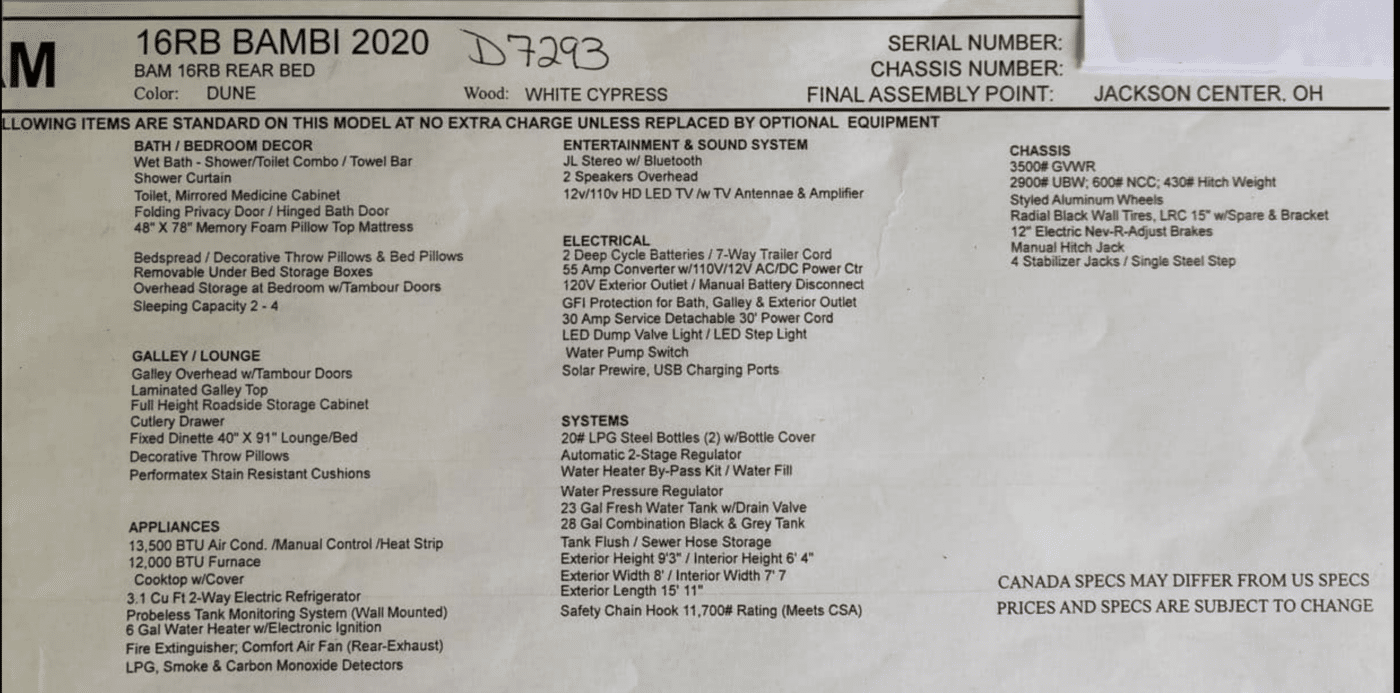 AM
16RB BAMBI 2020 D7293
BAM 16RB REAR BED
Color: DUNE
Wood: WHITE CYPRESS
SERIAL NUMBER:
CHASSIS NUMBER:
FINAL ASSEMBLY POINT: JACKSON CENTER. OH
LLOWING ITEMS ARE STANDARD ON THIS MODEL AT NO EXTRA CHARGE UNLESS REPLACED BY OPTIONAL EQUIPMENT
BATH / BEDROOM DECOR
Wet Bath - Shower/Toilet Combo / Towel Bar
Shower Curtain
Toilet, Mirrored Medicine Cabinet
Folding Privacy Door / Hinged Bath Door
48" X 78" Memory Foam Pillow Top Mattress
Bedspread / Decorative Throw Pillows & Bed Pillows
Removable Under Bed Storage Boxes
Overhead Storage at Bedroom w/Tambour Doors
Sleeping Capacity 2 - 4
GALLEY / LOUNGE
Galley Overhead w/Tambour Doors
Laminated Galley Top
Full Height Roadside Storage Cabinet
Cutlery Drawer
Fixed Dinette 40" X 91" Lounge/Bed
Decorative Throw Pillows
Performatex Stain Resistant Cushions
APPLIANCES
13,500 BTU Air Cond. /Manual Control /Heat Strip
12,000 BTU Furnace
Cooktop w/Cover
3.1 Cu Ft 2-Way Electric Refrigerator
Probeless Tank Monitoring System (Wall Mounted)
6 Gal Water Heater w/Electronic Ignition
Fire Extinguisher; Comfort Air Fan (Rear-Exhaust)
LPG, Smoke & Carbon Monoxide Detectors
ENTERTAINMENT & SOUND SYSTEM
JL Stereo w/ Bluetooth
2 Speakers Overhead
12v/110v HD LED TV /w TV Antennae & Amplifier
ELECTRICAL
2 Deep Cycle Batteries / 7-Way Trailer Cord
55 Amp Converter w/110V/12V AC/DC Power Ctr
120V Exterior Outlet / Manual Battery Disconnect
GFI Protection for Bath, Galley & Exterior Outlet
30 Amp Service Detachable 30' Power Cord
LED Dump Valve Light / LED Step Light
Water Pump Switch
Solar Prewire, USB Charging Ports
SYSTEMS
20# LPG Steel Bottles (2) w/Bottle Cover
Automatic 2-Stage Regulator
Water Heater By-Pass Kit / Water Fill
Water Pressure Regulator
23 Gal Fresh Water Tank w/Drain Valve
28 Gal Combination Black & Grey Tank
Tank Flush / Sewer Hose Storage
Exterior Height 9'3" / Interior Height 6' 4"
Exterior Width 8' / Interior Width 7' 7
Exterior Length 15' 11"
Safety Chain Hook 11,700# Rating (Meets CSA)
CHASSIS
3500# GVWR
2900# UBW; 600# NCC; 430# Hitch Weight
Styled Aluminum Wheels
Radial Black Wall Tires, LRC 15" w/Spare & Bracket
12" Electric Nev-R-Adjust Brakes
Manual Hitch Jack
4 Stabilizer Jacks / Single Steel Step
CANADA SPECS MAY DIFFER FROM US SPECS
PRICES AND SPECS ARE SUBJECT TO CHANGE